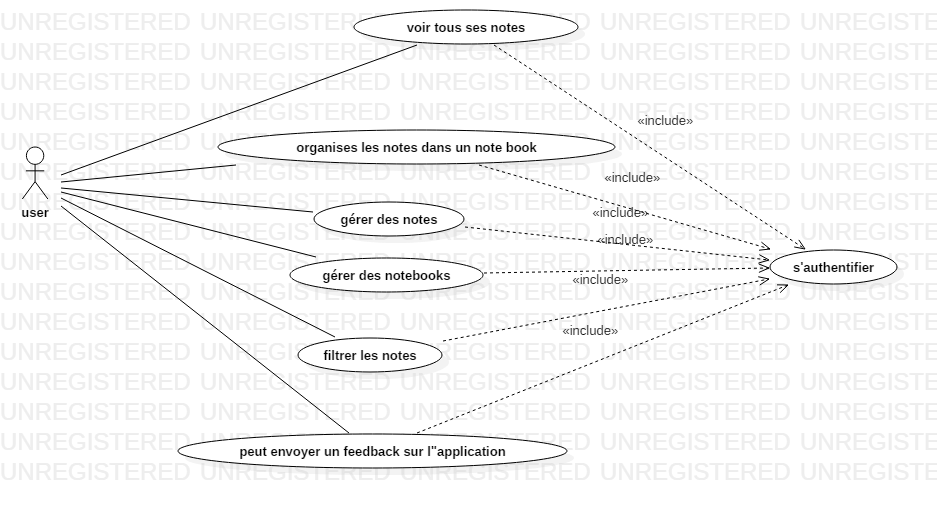 UNREGISTERED UNREGISTERED UNREGISTERED UNREGISTERED UNREGISTE
voir tous ses notes
«include»
organises les notes dans un note book
«include»
user
gérer des notes
«include»
«include»
s'authentifier
gérer des notebooks
«include»
«include»
filtrer les notes
peut envoyer un feedback sur l"application